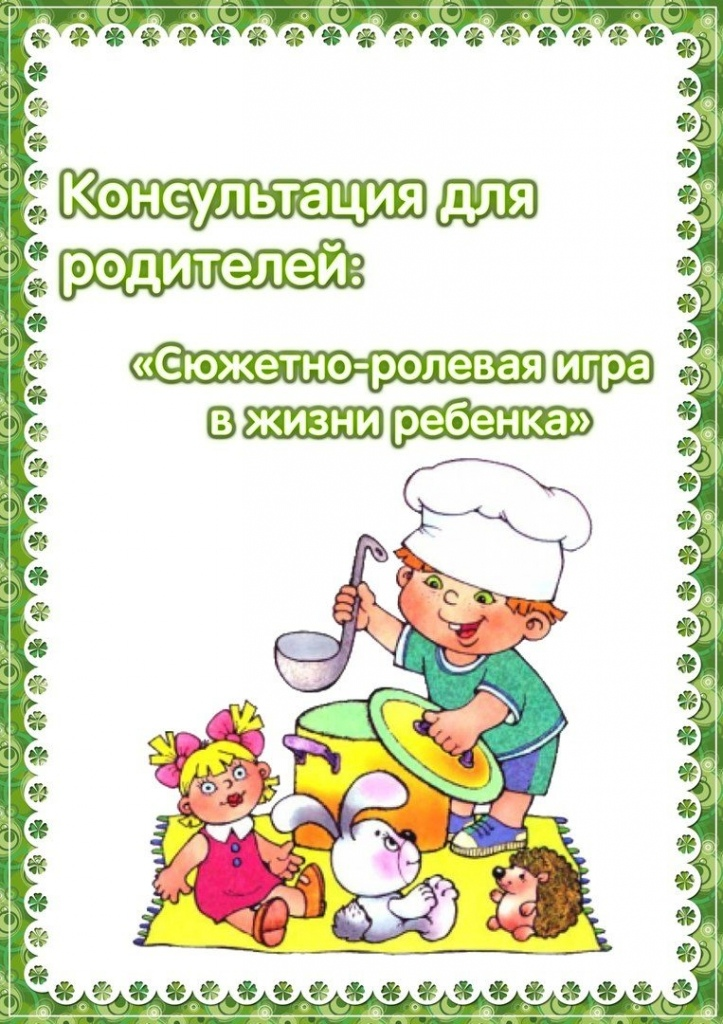 Консультация для
родителей:
«Сюжетно-ролевая игра
в жизни ребенка»